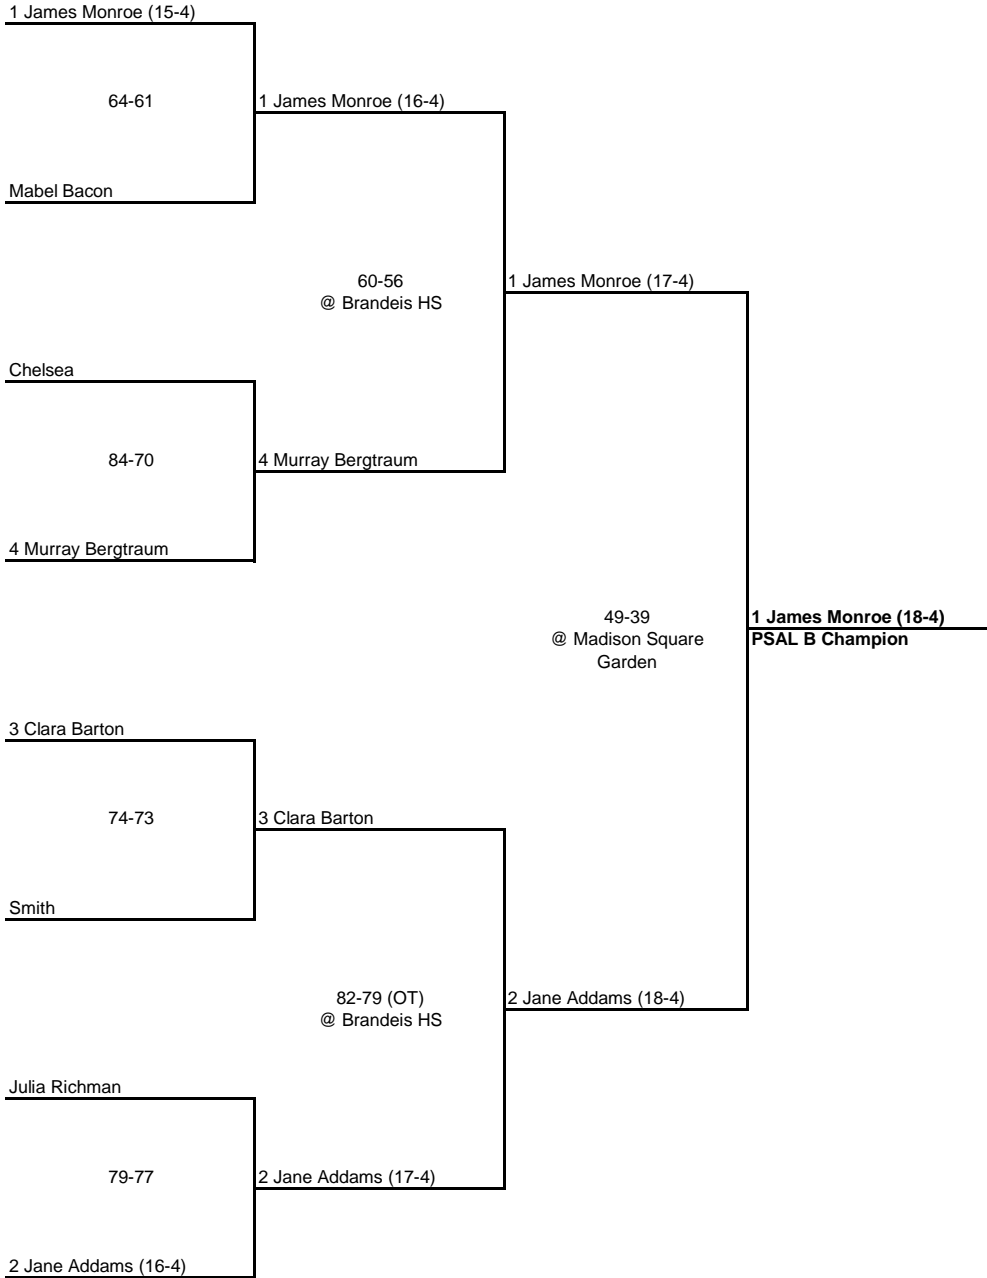 1 James Monroe (15-4)
64-61
1 James Monroe (16-4)
Mabel Bacon
60-56
@ Brandeis HS
1 James Monroe (17-4)
Chelsea
84-70
4 Murray Bergtraum
4 Murray Bergtraum
49-39
@ Madison Square
Garden
1 James Monroe (18-4)
PSAL B Champion
3 Clara Barton
74-73
3 Clara Barton
Smith
82-79 (OT)
@ Brandeis HS
2 Jane Addams (18-4)
Julia Richman
79-77
2 Jane Addams (17-4)
2 Jane Addams (16-4)